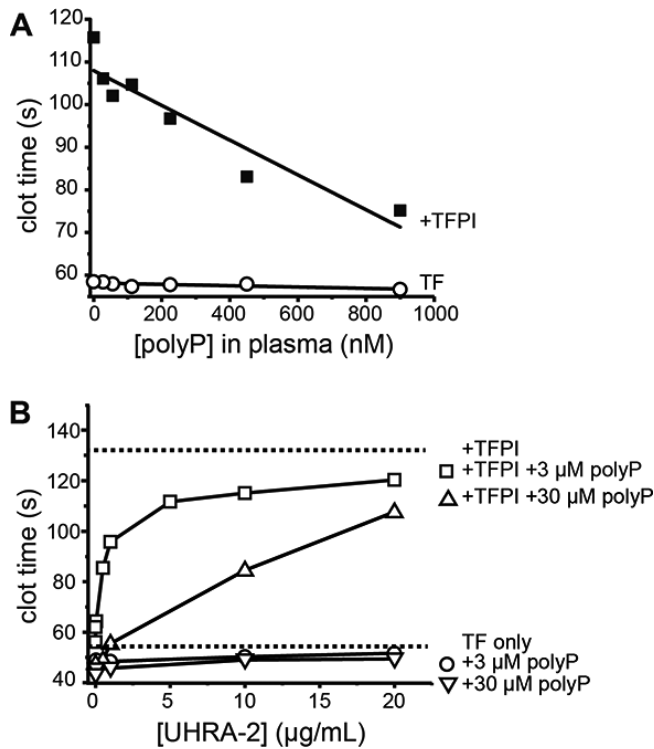 A
120
110
100
90
80
70
60
clot time (s)
+TFPI
TF
0 200 400 600 800 1000
[polyP] in plasma (nM)
B
140
120
100
80
60
40
clot time (s)
+TFPI
+TFPI +3 µM polyP
+TFPI +30 µM polyP
TF only
+3 µM polyP
+30 µM polyP
0 5 10 15 20
[UHRA-2] (µg/mL)